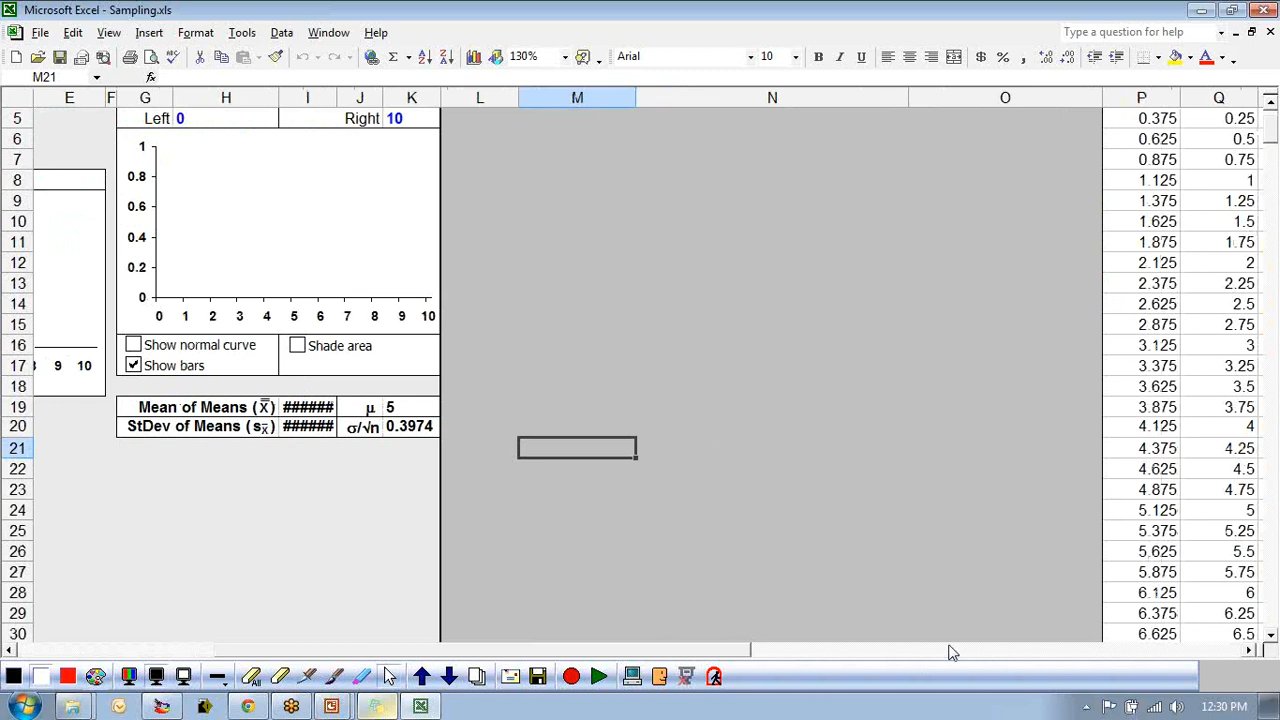 Microsoft Excel - Sampling.xls
File Edit View Insert Format Tools Data Window Help Type a question for help
130% Arial 10 B I U $ %
M21 fx
E F G H I J K L M N O P Q
5 Left 0 Right 10 0.375 0.25
6 1 0.625 0.5
7 0.8 0.875 0.75
8 1.125 1
9 0.6 1.375 1.25
10 1.625 1.5
11 0.4 1.875 1.75
12 0.2 2.125 2
13 2.375 2.25
14 0 2.625 2.5
15 0 1 2 3 4 5 6 7 8 9 10 2.875 2.75
16 Show normal curve Shade area 3.125 3
17 9 10 Show bars 3.375 3.25
18 3.625 3.5
19 Mean of Means (x̿) ###### μ 5 3.875 3.75
20 StDev of Means (sx̄) ###### σ/√n 0.3974 4.125 4
21 4.375 4.25
22 4.625 4.5
23 4.875 4.75
24 5.125 5
25 5.375 5.25
26 5.625 5.5
27 5.875 5.75
28 6.125 6
29 6.375 6.25
30 6.625 6.5
All
12:30 PM